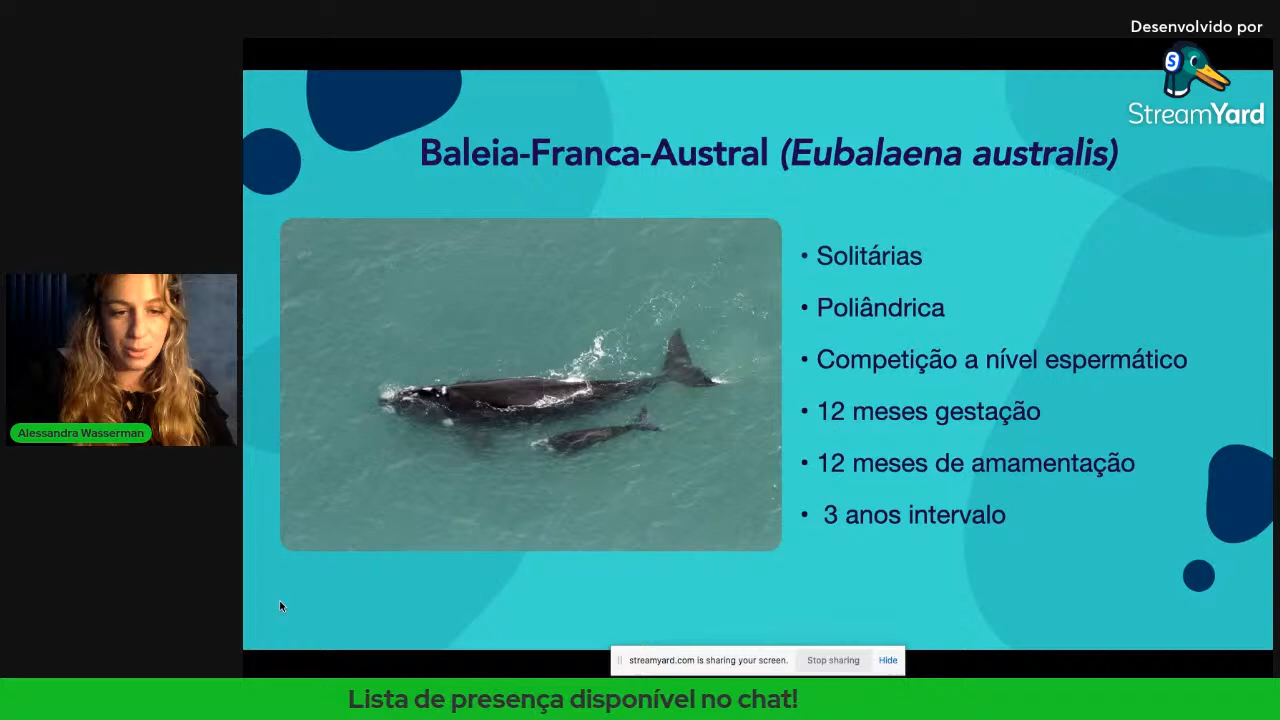 Desenvolvido por
S
StreamYard
Baleia-Franca-Austral (Eubalaena australis)
• Solitárias
• Poliândrica
• Competição a nível espermático
• 12 meses gestação
• 12 meses de amamentação
• 3 anos intervalo
Alessandra Wasserman
streamyard.com is sharing your screen. Stop sharing Hide
Lista de presença disponível no chat!